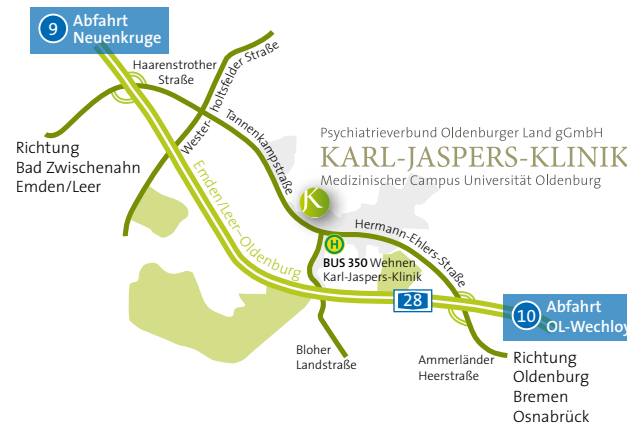 9
Abfahrt
Neuenkruge
Haarenstrother
Straße
Wester-
holtsfelder Straße
Tannenkampstraße
Richtung
Bad Zwischenahn
Emden/Leer
Psychiatrieverbund Oldenburger Land gGmbH
KARL-JASPERS-KLINIK
Medizinischer Campus Universität Oldenburg
K
Emden/Leer–Oldenburg
Hermann-Ehlers-Straße
H
BUS 350 Wehnen
Karl-Jaspers-Klinik
28
10
Abfahrt
OL-Wechloy
Bloher
Landstraße
Ammerländer
Heerstraße
Richtung
Oldenburg
Bremen
Osnabrück